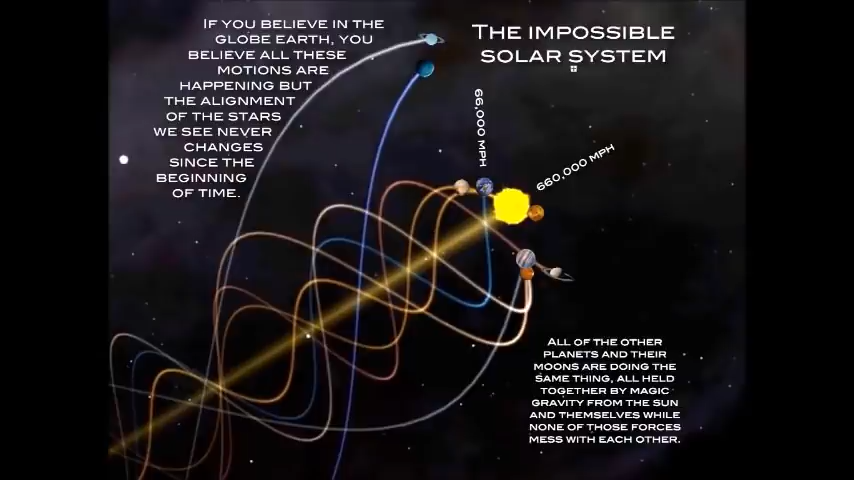 If you believe in the
globe Earth, you
believe all these
motions are
happening but
the alignment
of the stars
we see never
changes
since the
beginning
of time.
The impossible
solar system
66,000 mph
660,000 mph
All of the other
planets and their
moons are doing the
same thing, all held
together by magic
gravity from the sun
and themselves while
none of those forces
mess with each other.